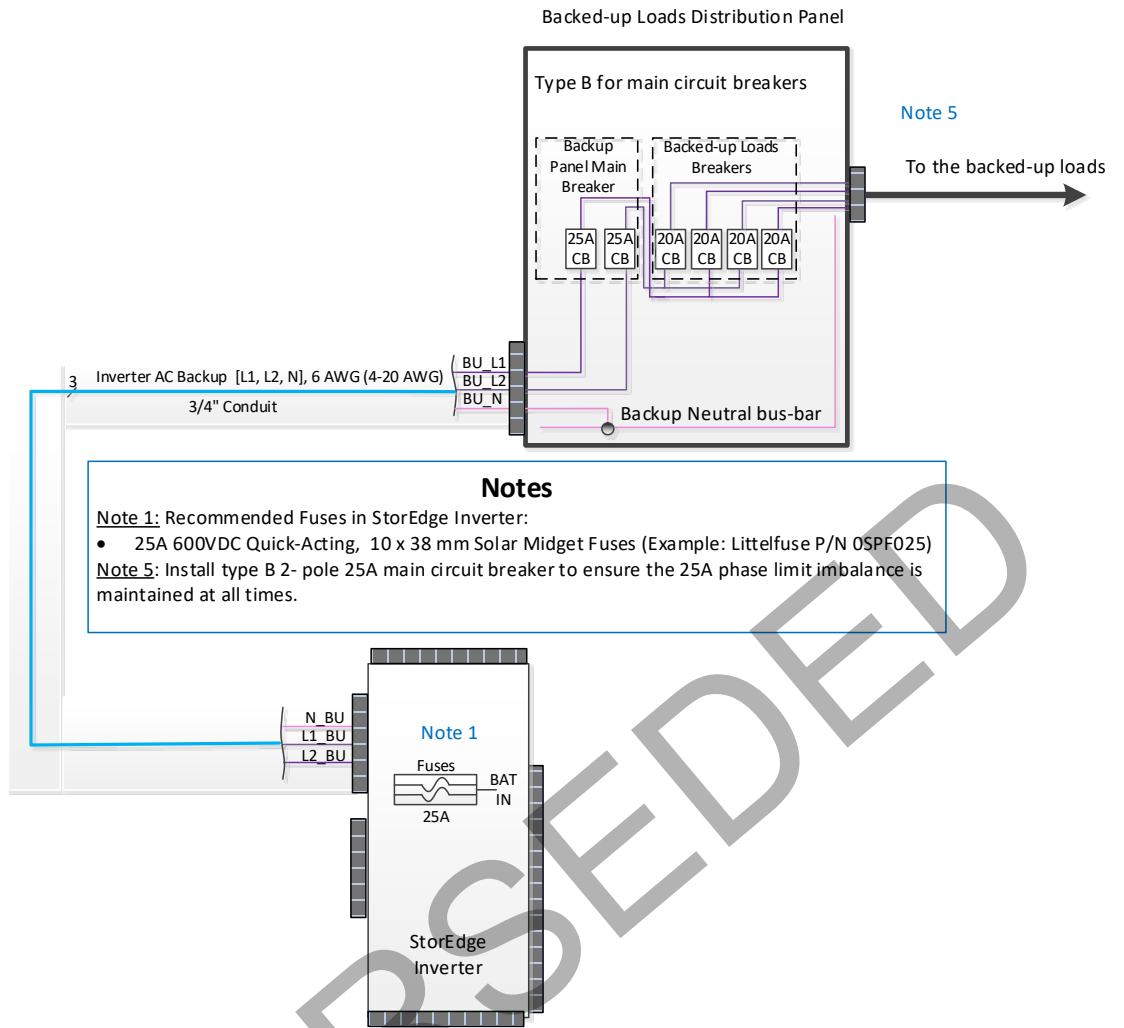 Backed-up Loads Distribution Panel
Type B for main circuit breakers
Note 5
Backup
Panel Main
Breaker
Backed-up Loads
Breakers
To the backed-up loads
25A
CB
25A
CB
20A
CB
20A
CB
20A
CB
20A
CB
BU_L1
BU_L2
BU_N
3
Inverter AC Backup [L1, L2, N], 6 AWG (4-20 AWG)
3/4" Conduit
Backup Neutral bus-bar
Notes
Note 1: Recommended Fuses in StorEdge Inverter:
• 25A 600VDC Quick-Acting, 10 x 38 mm Solar Midget Fuses (Example: Littelfuse P/N 0SPF025)
Note 5: Install type B 2- pole 25A main circuit breaker to ensure the 25A phase limit imbalance is
maintained at all times.
N_BU
L1_BU
L2_BU
Note 1
Fuses
25A
BAT
IN
StorEdge
Inverter
RSEDED